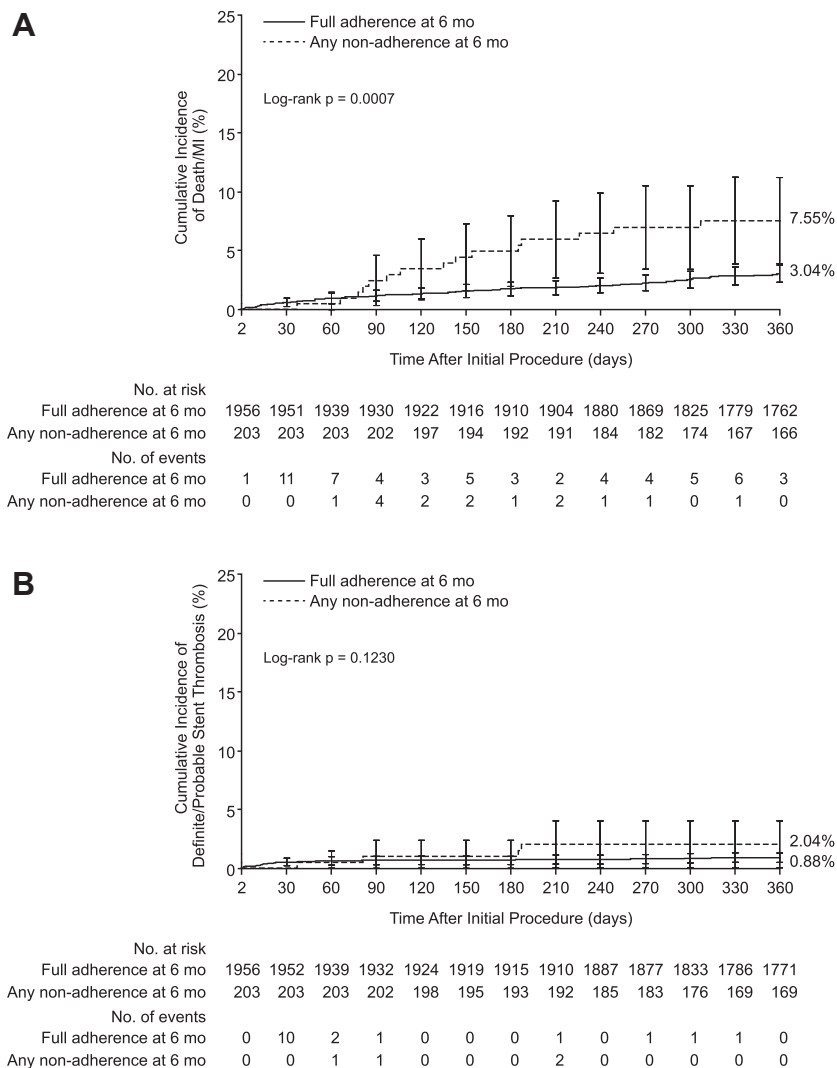 A
25
20
15
10
5
0
Cumulative Incidence
of Death/MI (%)
Full adherence at 6 mo
Any non-adherence at 6 mo
Log-rank p = 0.0007
7.55%
3.04%
2 30 60 90 120 150 180 210 240 270 300 330 360
Time After Initial Procedure (days)
No. at risk
Full adherence at 6 mo 1956 1951 1939 1930 1922 1916 1910 1904 1880 1869 1825 1779 1762
Any non-adherence at 6 mo 203 203 203 202 197 194 192 191 184 182 174 167 166
No. of events
Full adherence at 6 mo 1 11 7 4 3 5 3 2 4 4 5 6 3
Any non-adherence at 6 mo 0 0 1 4 2 2 1 2 1 1 0 1 0
B
25
20
15
10
5
0
Cumulative Incidence of
Definite/Probable Stent Thrombosis (%)
Full adherence at 6 mo
Any non-adherence at 6 mo
Log-rank p = 0.1230
2.04%
0.88%
2 30 60 90 120 150 180 210 240 270 300 330 360
Time After Initial Procedure (days)
No. at risk
Full adherence at 6 mo 1956 1952 1939 1932 1924 1919 1915 1910 1887 1877 1833 1786 1771
Any non-adherence at 6 mo 203 203 203 202 198 195 193 192 185 183 176 169 169
No. of events
Full adherence at 6 mo 0 10 2 1 0 0 0 1 0 1 1 1 0
Any non-adherence at 6 mo 0 0 1 1 0 0 0 2 0 0 0 0 0